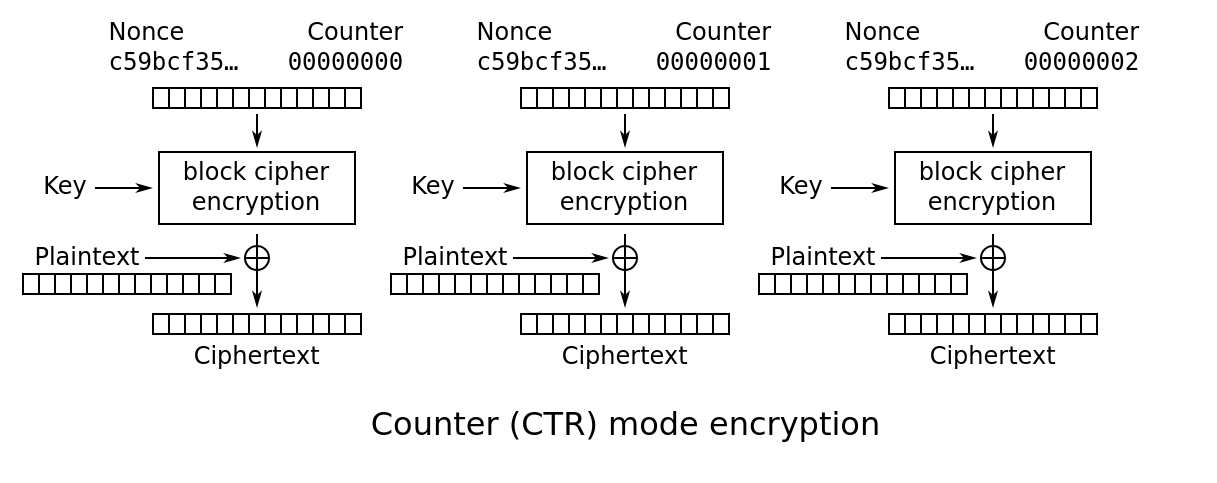 Nonce Counter Nonce Counter Nonce Counter
c59bcf35… 00000000 c59bcf35… 00000001 c59bcf35… 00000002
block cipher block cipher block cipher
Key Key Key
encryption encryption encryption
Plaintext Plaintext Plaintext
Ciphertext Ciphertext Ciphertext
Counter (CTR) mode encryption